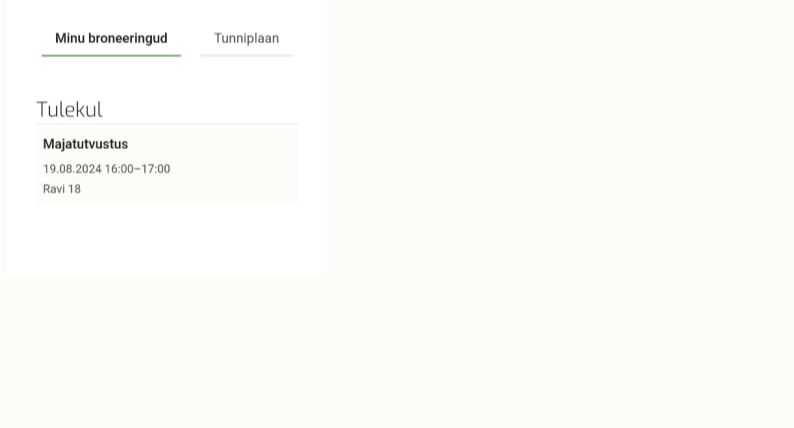 Minu broneeringud Tunniplaan
Tulekul
Majatutvustus
19.08.2024 16:00–17:00
Ravi 18